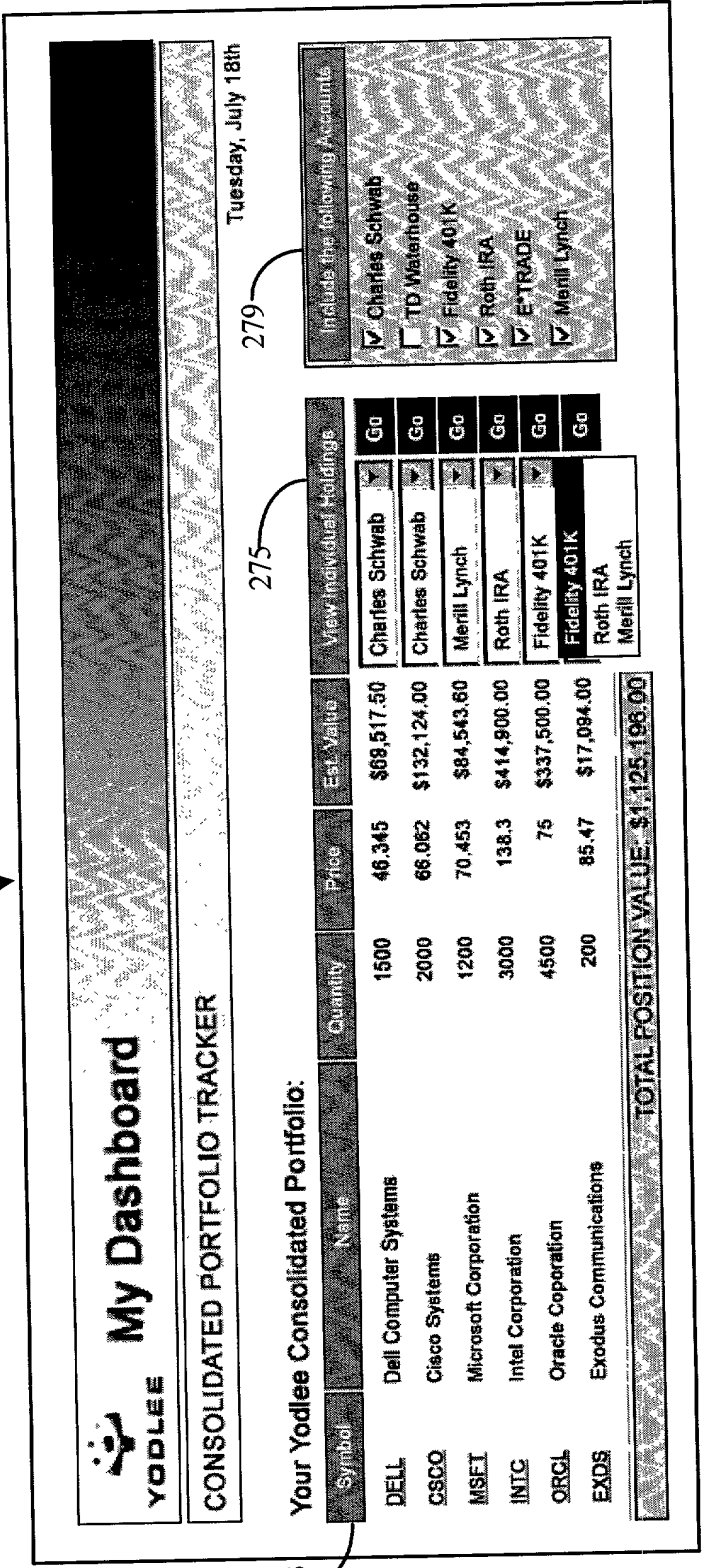 YODLEE My Dashboard
CONSOLIDATED PORTFOLIO TRACKER
Tuesday, July 18th
Your Yodlee Consolidated Portfolio:
275
279
Symbol Name Quantity Price Est. Value View Individual Holdings
DELL Dell Computer Systems 1500 46.345 $69,517.50 Charles Schwab Go
CSCO Cisco Systems 2000 66.062 $132,124.00 Charles Schwab Go
MSFT Microsoft Corporation 1200 70.453 $84,543.60 Merill Lynch Go
INTC Intel Corporation 3000 138.3 $414,900.00 Roth IRA Go
ORCL Oracle Coporation 4500 75 $337,500.00 Fidelity 401K Go
EXDS Exodus Communications 200 85.47 $17,094.00 Fidelity 401K Go
Roth IRA
Merill Lynch
TOTAL POSITION VALUE: $1,125,196.00
Include the following Accounts
Charles Schwab
TD Waterhouse
Fidelity 401K
Roth IRA
E*TRADE
Merill Lynch